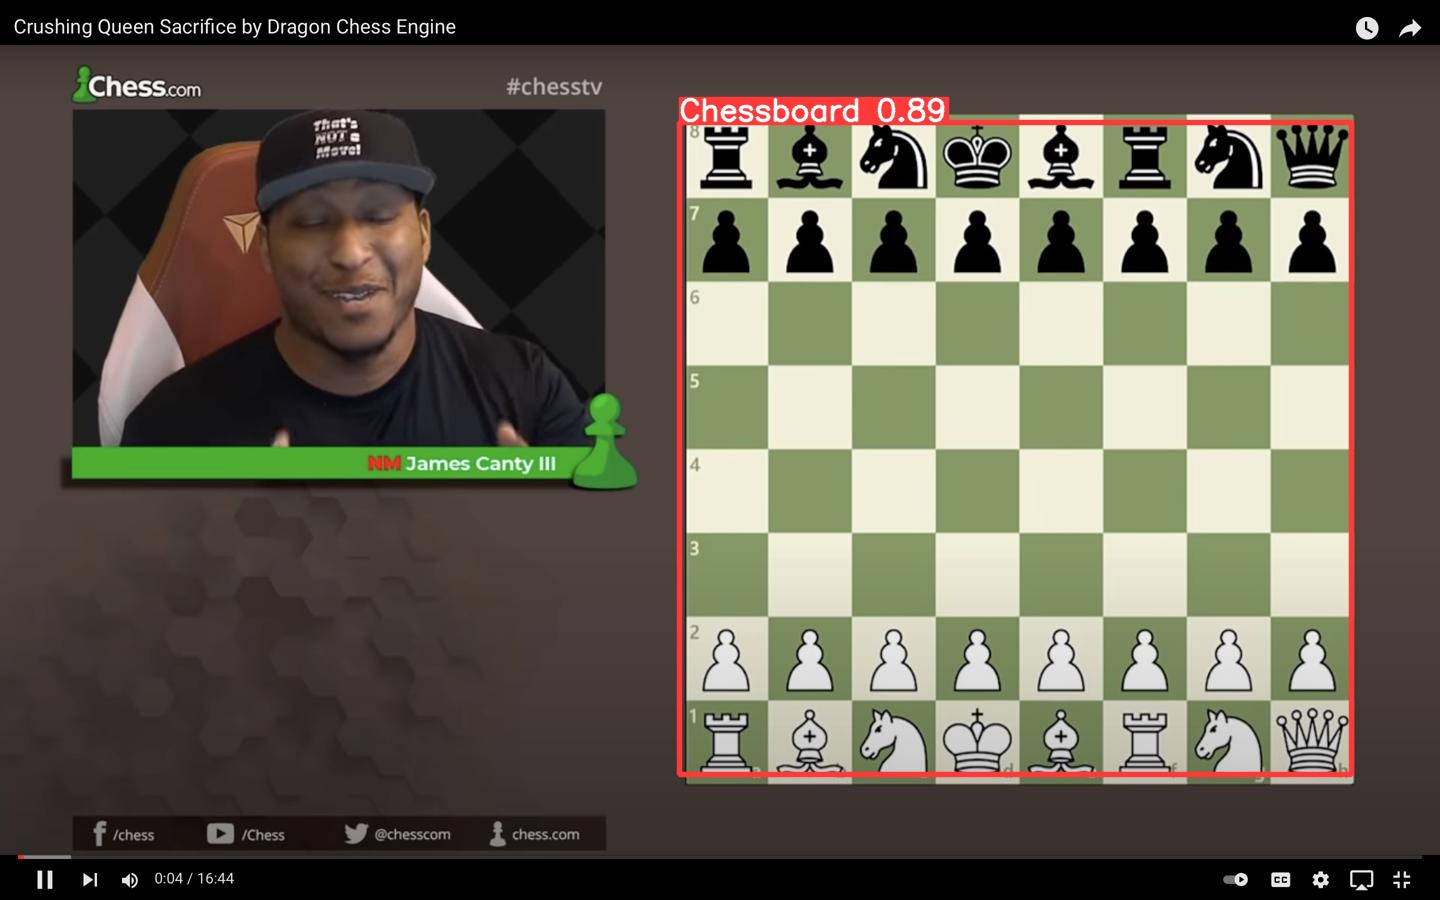 Crushing Queen Sacrifice by Dragon Chess Engine
Chess.com
#chesstv
Chessboard 0.89
That's
NOT a
Move!
8
7
6
5
4
3
2
1
d
f
g
h
NM James Canty III
/chess
/Chess
@chesscom
chess.com
0:04 / 16:44
CC